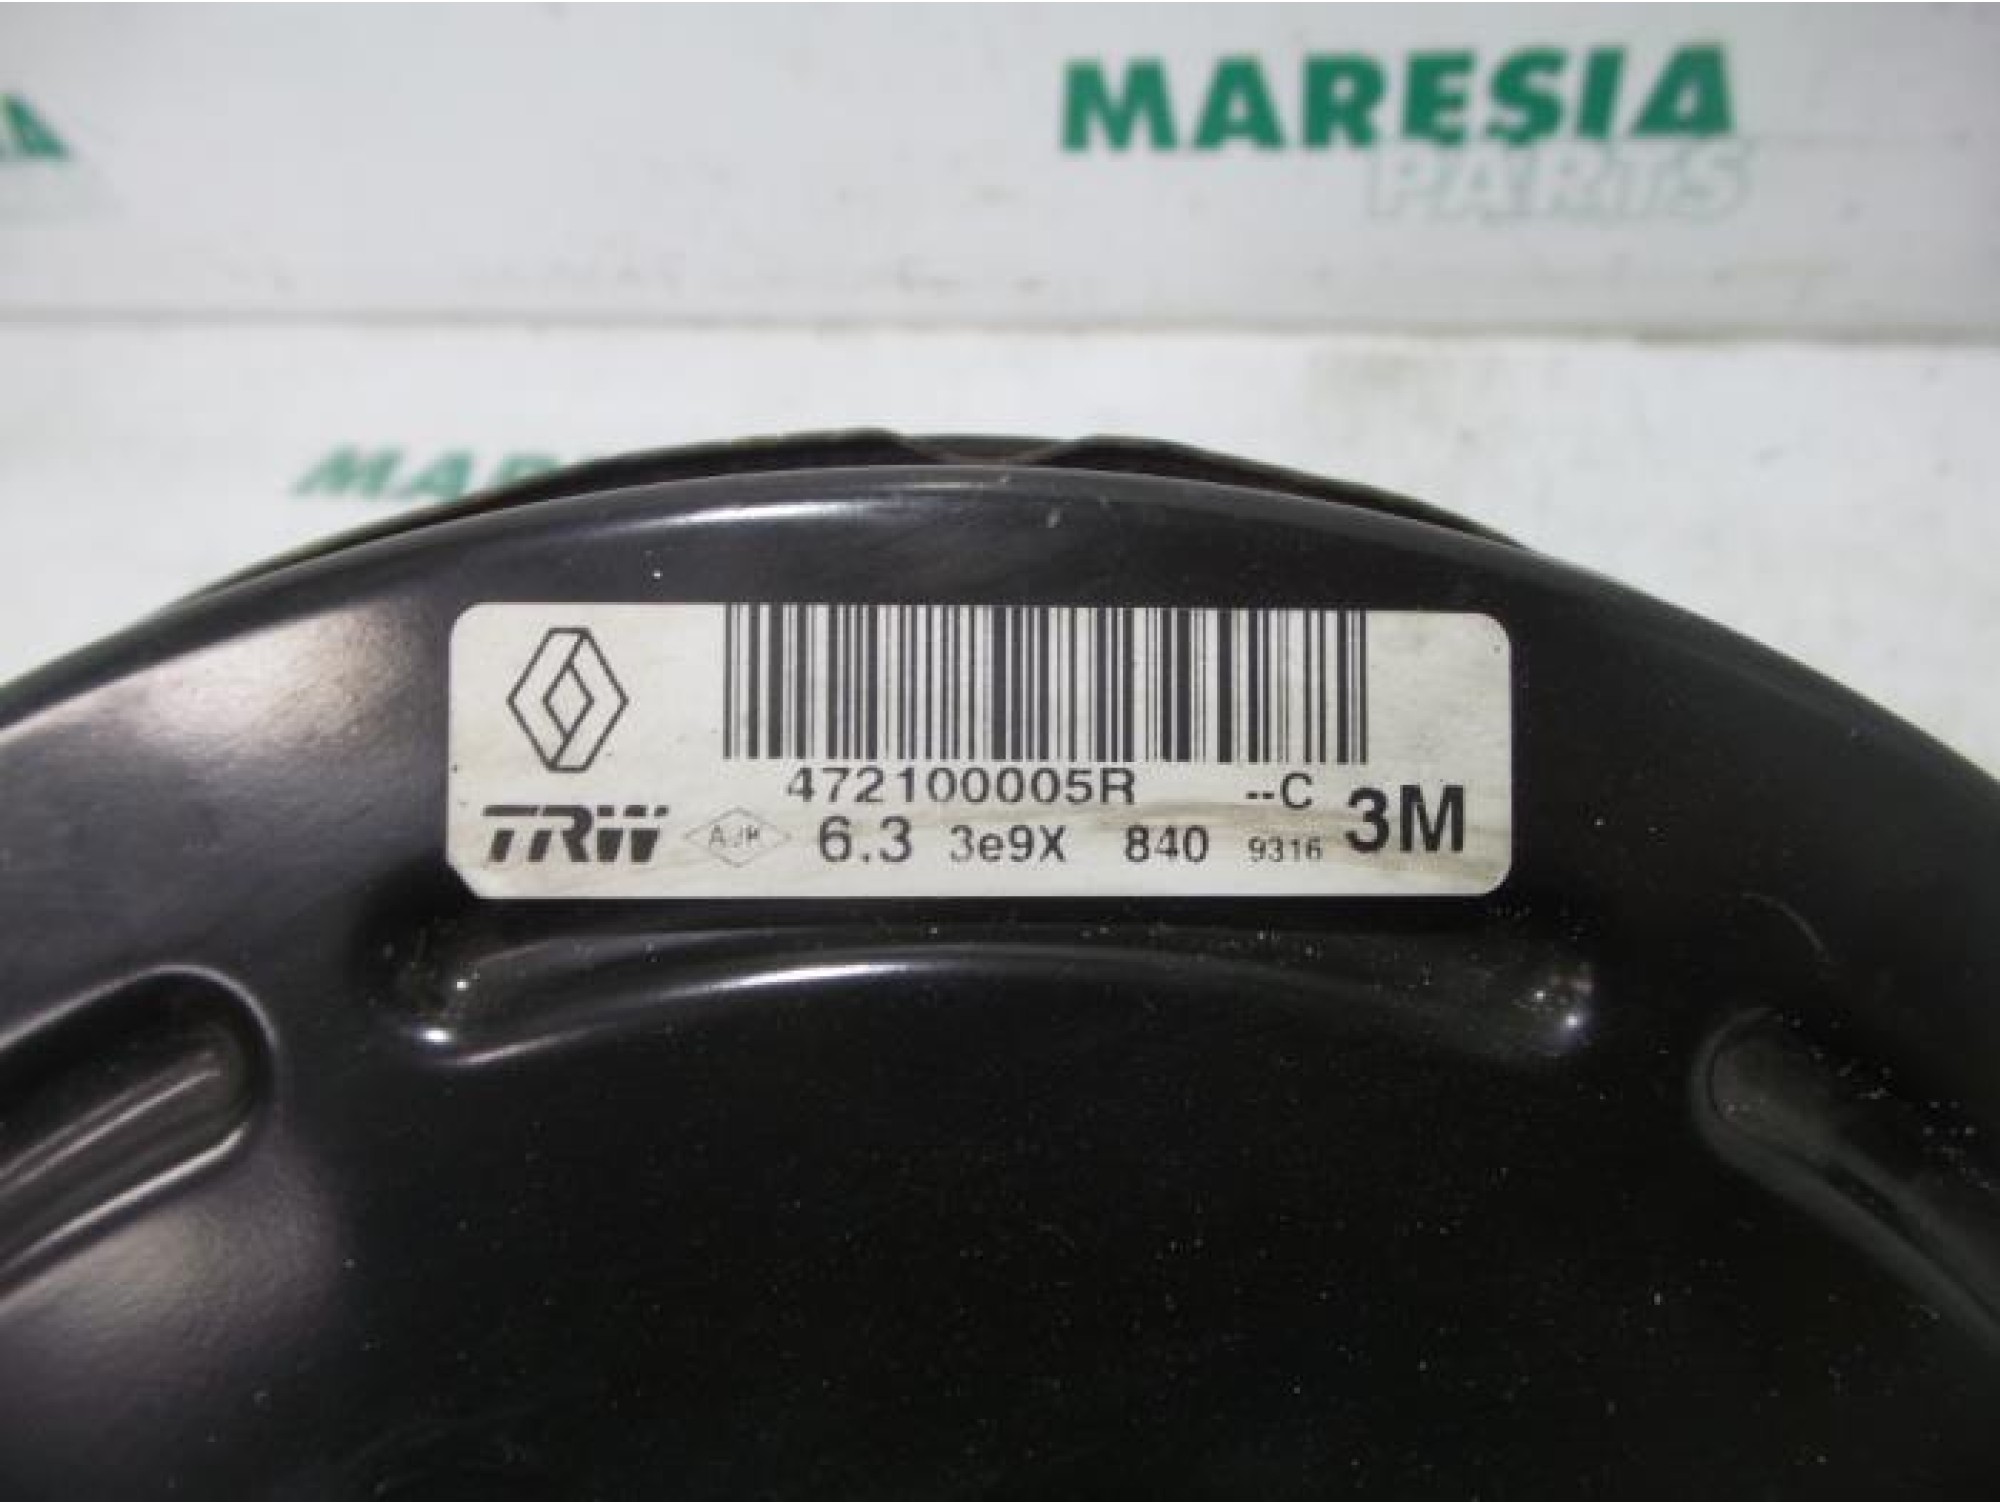 MARESIA
PARTS
472100005R --C
TRW 6.3 3e9X 840 9316 3M